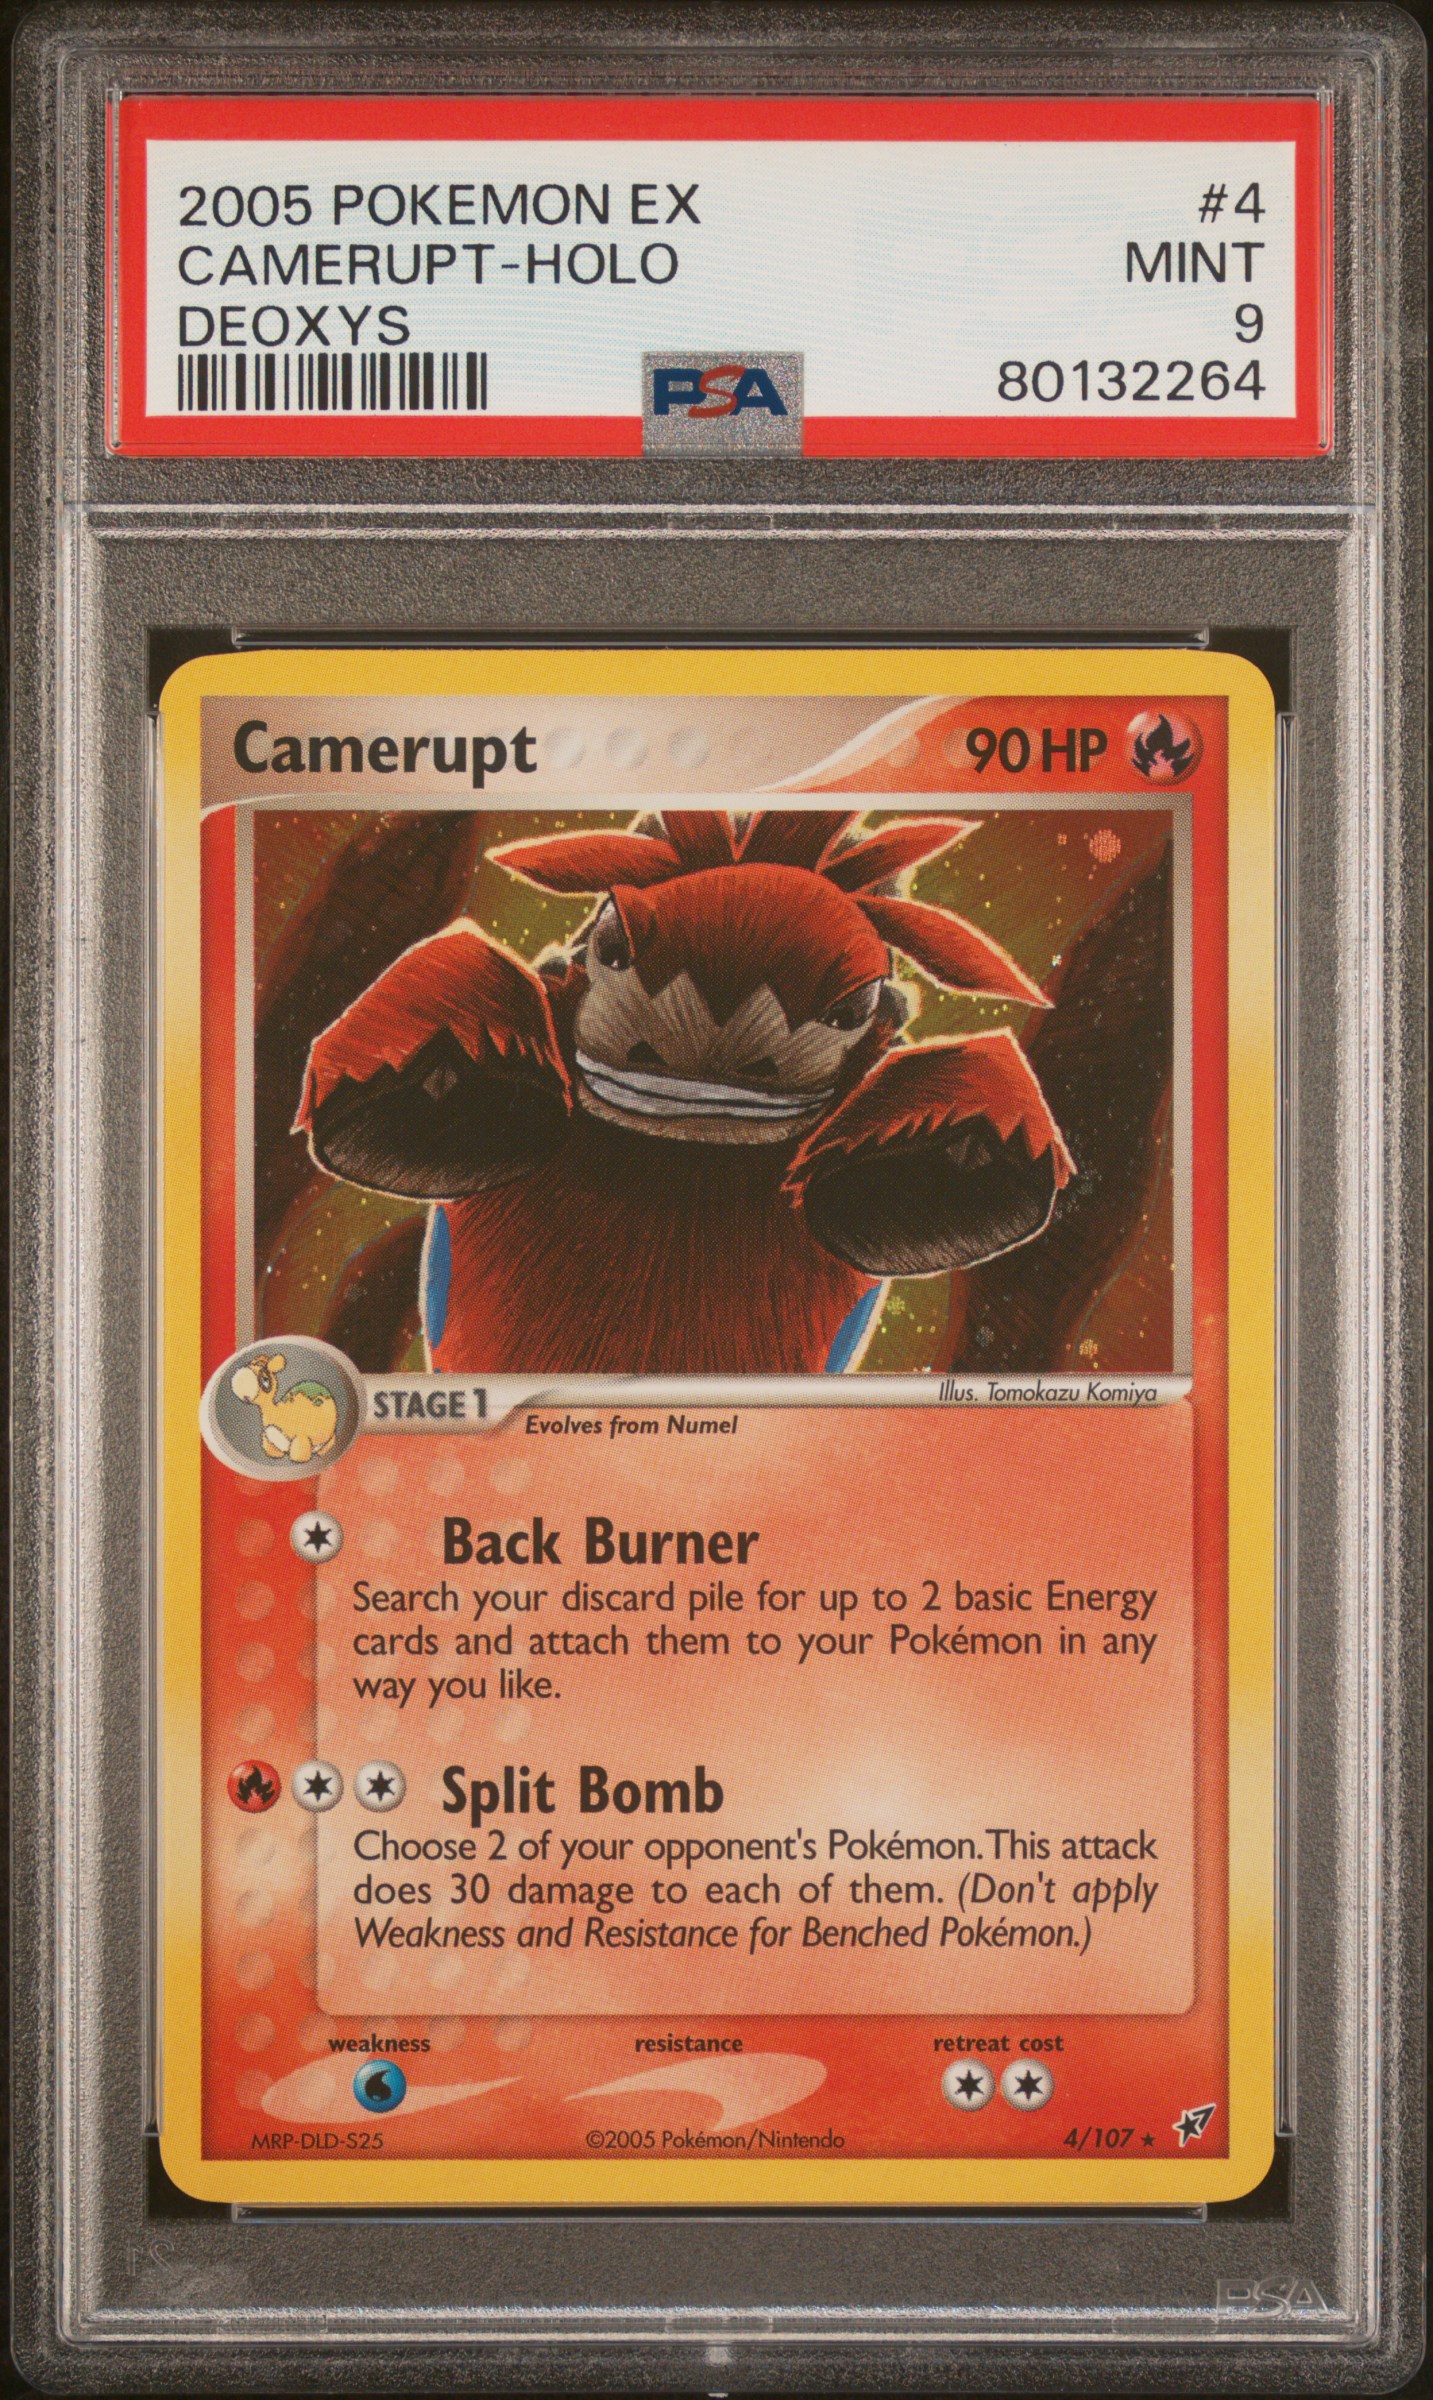 2005 POKEMON EX #4
CAMERUPT-HOLO MINT
DEOXYS 9
PSA 80132264
Camerupt 90 HP
STAGE 1
Illus. Tomokazu Komiya
Evolves from Numel
Back Burner
Search your discard pile for up to 2 basic Energy
cards and attach them to your Pokémon in any
way you like.
Split Bomb
Choose 2 of your opponent's Pokémon. This attack
does 30 damage to each of them. (Don't apply
Weakness and Resistance for Benched Pokémon.)
weakness resistance retreat cost
MRP-DLD-S25 ©2005 Pokémon/Nintendo 4/107
PSA